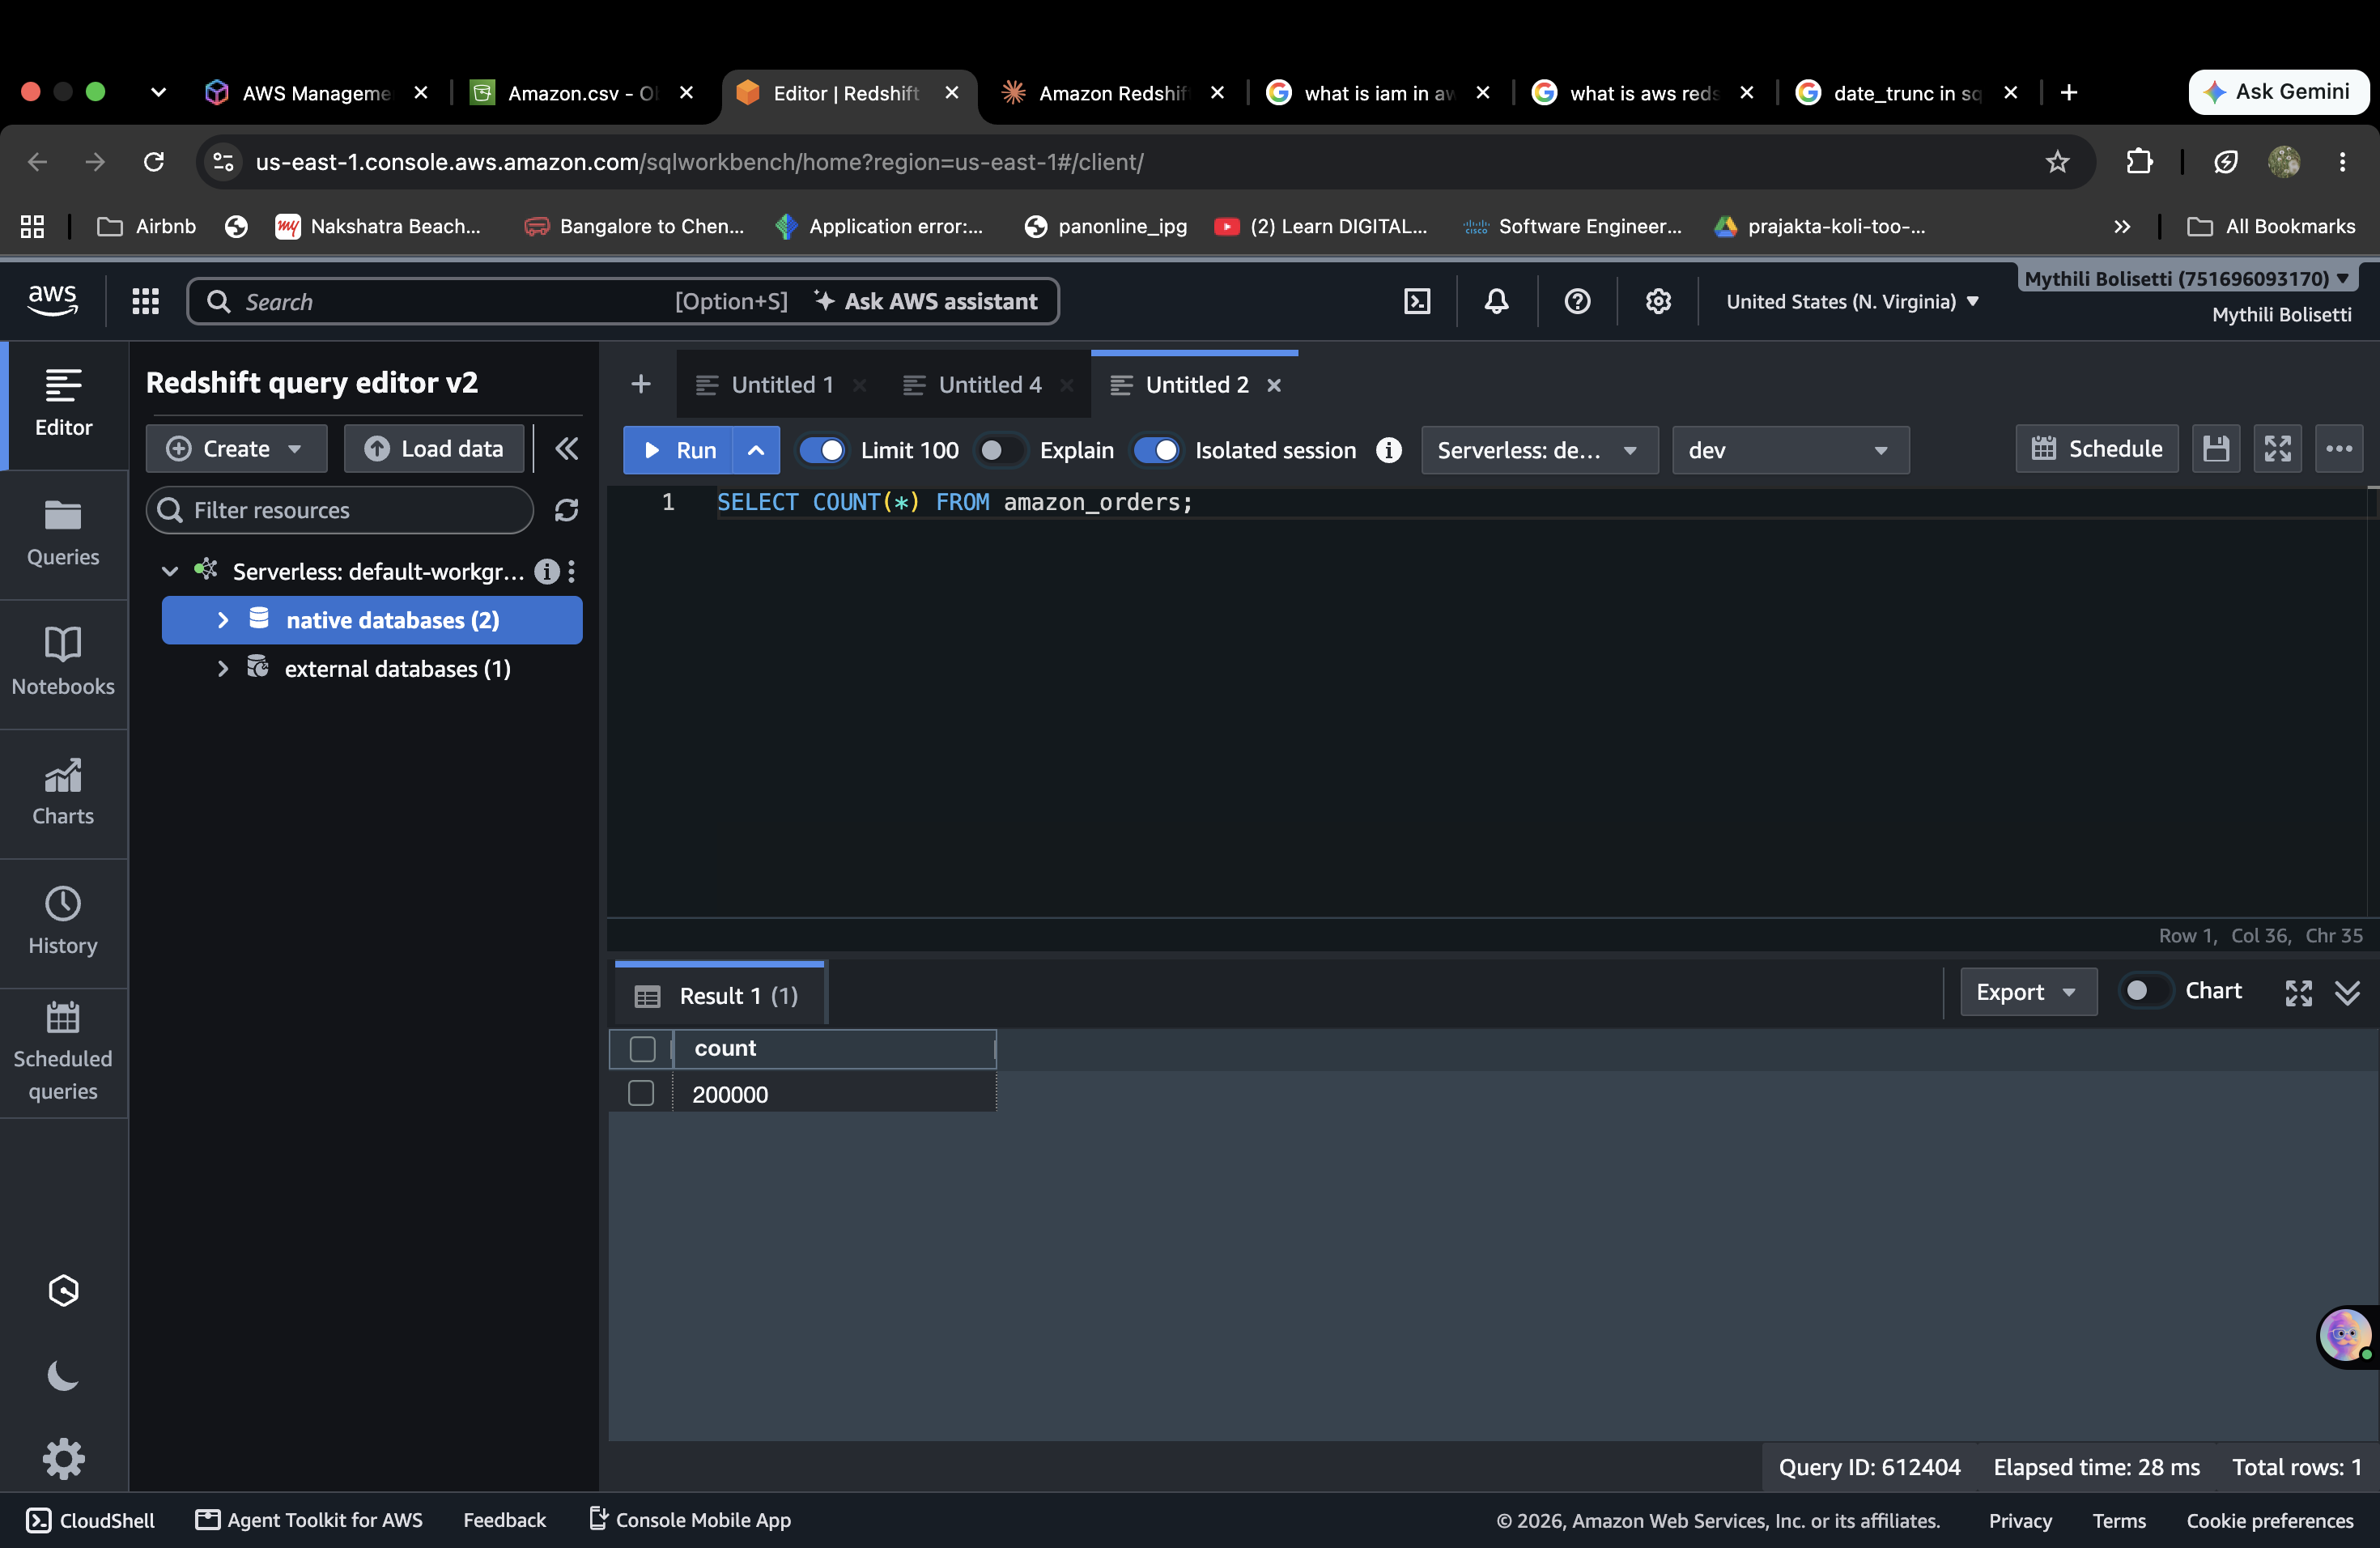 AWS Manageme
Amazon.csv - Ob
Editor | Redshift
Amazon Redshif
what is iam in aw
what is aws reds
date_trunc in sq
Ask Gemini
us-east-1.console.aws.amazon.com/sqlworkbench/home?region=us-east-1#/client/
Airbnb
my
Nakshatra Beach...
Bangalore to Chen...
Application error:...
panonline_ipg
(2) Learn DIGITAL...
cisco
Software Engineer...
prajakta-koli-too-...
All Bookmarks
aws
Search
[Option+S]
Ask AWS assistant
United States (N. Virginia)
Mythili Bolisetti (751696093170)
Mythili Bolisetti
Editor
Queries
Notebooks
Charts
History
Scheduled
queries
Redshift query editor v2
Create
Load data
Filter resources
Serverless: default-workgr...
native databases (2)
external databases (1)
Untitled 1
Untitled 4
Untitled 2
Run
Limit 100
Explain
Isolated session
Serverless: de...
dev
Schedule
1 SELECT COUNT(*) FROM amazon_orders;
Row 1, Col 36, Chr 35
Result 1 (1)
Export
Chart
count
200000
Query ID: 612404
Elapsed time: 28 ms
Total rows: 1
CloudShell
Agent Toolkit for AWS
Feedback
Console Mobile App
© 2026, Amazon Web Services, Inc. or its affiliates.
Privacy
Terms
Cookie preferences